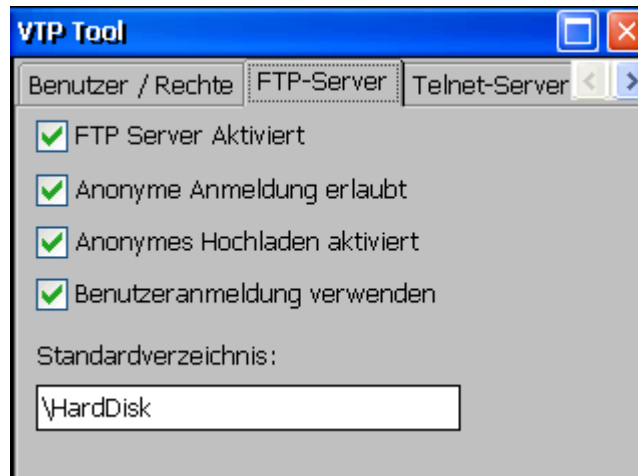 VTP Tool
Benutzer / Rechte FTP-Server Telnet-Server
FTP Server Aktiviert
Anonyme Anmeldung erlaubt
Anonymes Hochladen aktiviert
Benutzeranmeldung verwenden
Standardverzeichnis:
\HardDisk